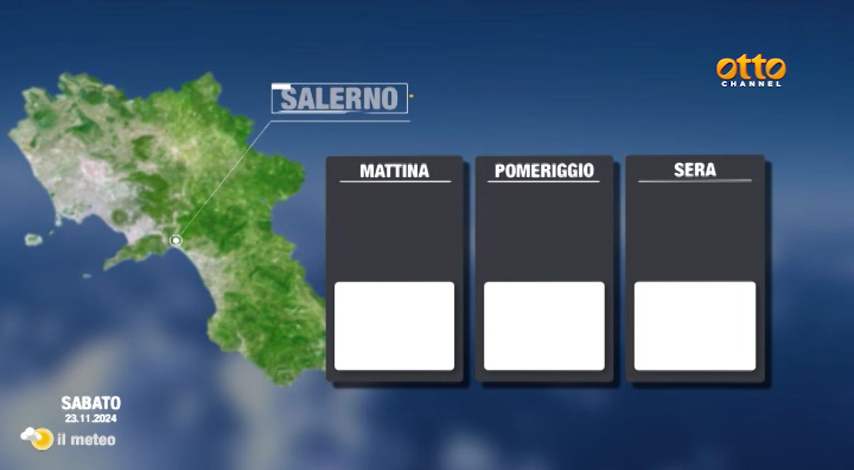 otto
CHANNEL
SALERNO
MATTINA
POMERIGGIO
SERA
SABATO
23.11.2024
il meteo